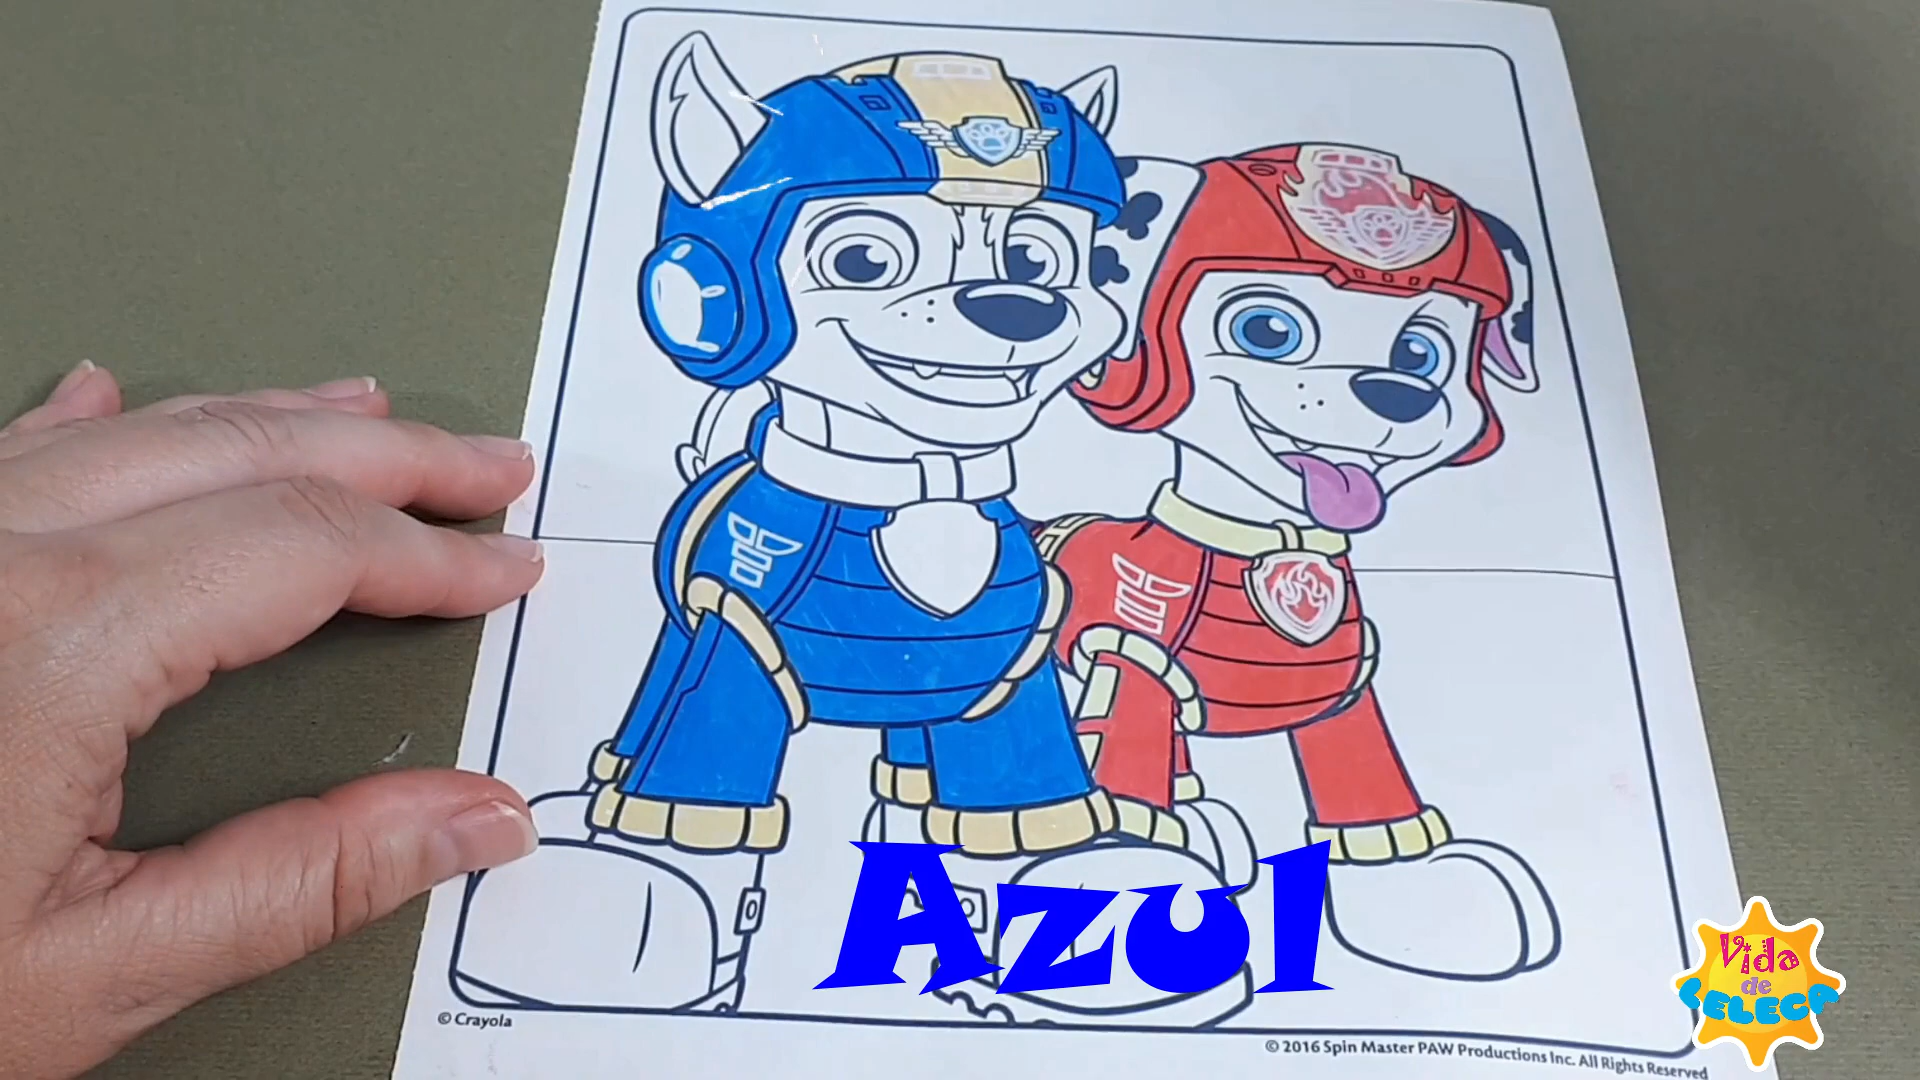 Azul
Vida
de
SELECA
© Crayola
© 2016 Spin Master PAW Productions Inc. All Rights Reserved